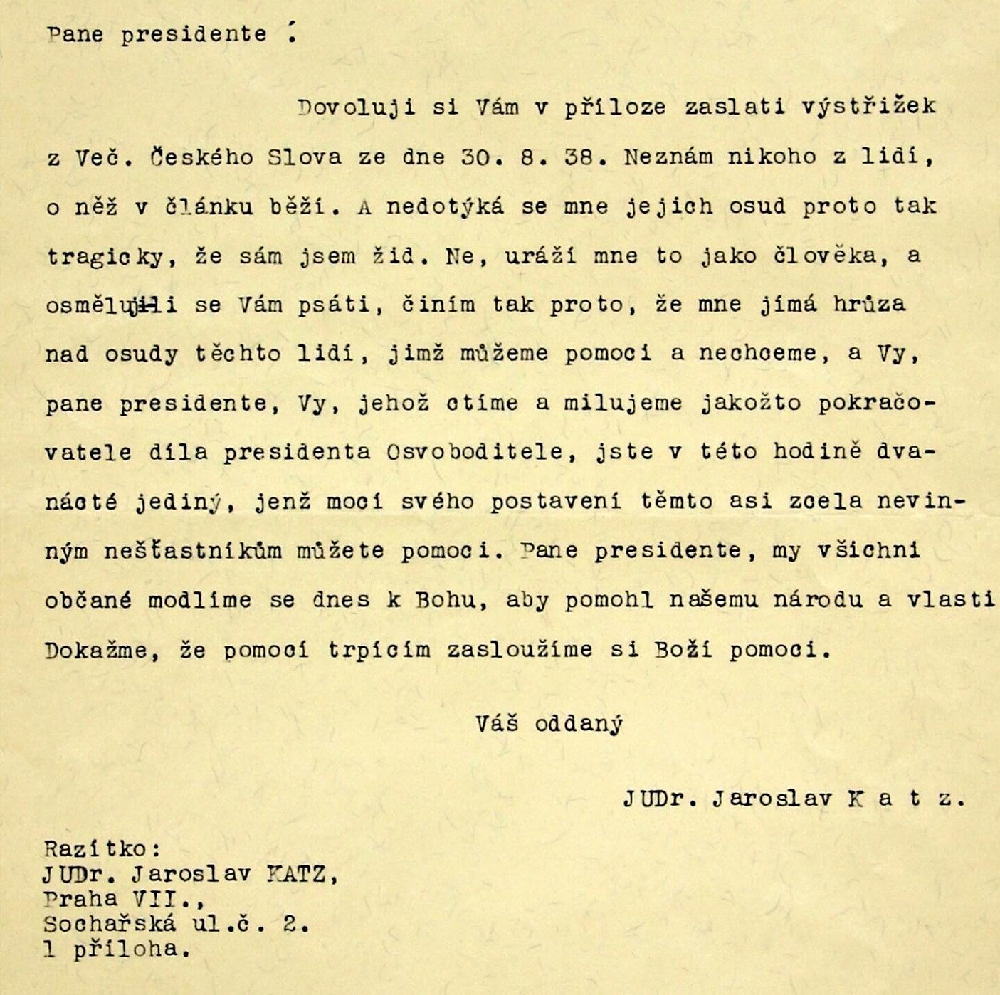 Pane presidente :
Dovoluji si Vám v příloze zaslati výstřižek
z Več. Českého Slova ze dne 30. 8. 38. Neznám nikoho z lidí,
o něž v článku běží. A nedotýká se mne jejich osud proto tak
tragicky, že sám jsem žid. Ne, uráží mne to jako člověka, a
osměluji-li se Vám psáti, činím tak proto, že mne jímá hrůza
nad osudy těchto lidí, jimž můžeme pomoci a nechceme, a Vy,
pane presidente, Vy, jehož ctíme a milujeme jakožto pokračo-
vatele díla presidenta Osvoboditele, jste v této hodině dva-
nácté jediný, jenž mocí svého postavení těmto asi zcela nevin-
ným nešťastníkům můžete pomoci. Pane presidente, my všichni
občané modlíme se dnes k Bohu, aby pomohl našemu národu a vlasti
Dokažme, že pomocí trpícím zasloužíme si Boží pomoci.
Váš oddaný
JUDr. Jaroslav K a t z.
Razítko:
JUDr. Jaroslav KATZ,
Praha VII.,
Sochařská ul.č. 2.
1 příloha.